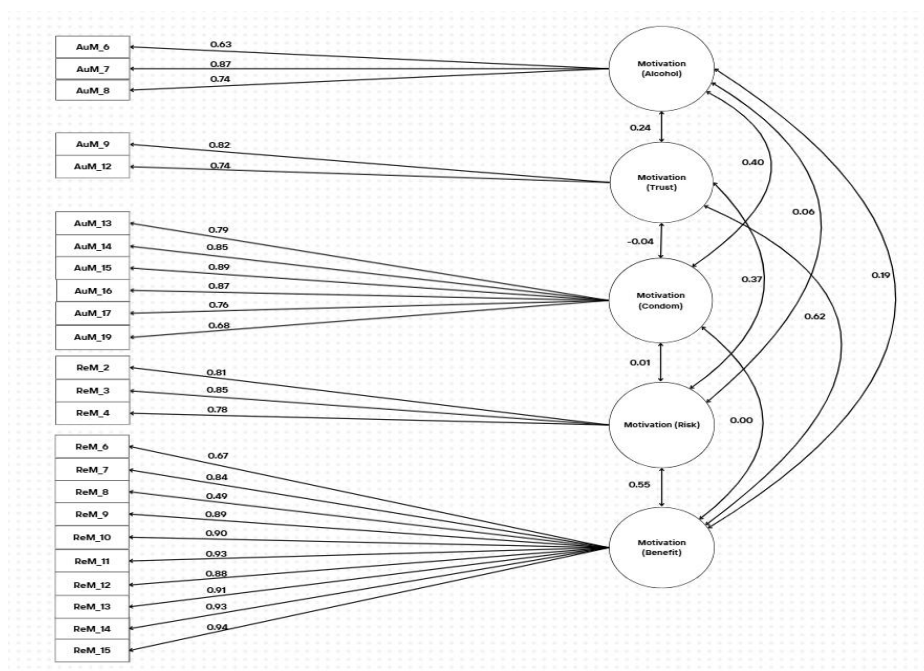 AuM_6
AuM_7
AuM_8
AuM_9
AuM_12
AuM_13
AuM_14
AuM_15
AuM_16
AuM_17
AuM_19
ReM_2
ReM_3
ReM_4
ReM_6
ReM_7
ReM_8
ReM_9
ReM_10
ReM_11
ReM_12
ReM_13
ReM_14
ReM_15
0.63
0.87
0.74
0.82
0.74
0.79
0.85
0.89
0.87
0.76
0.68
0.81
0.85
0.78
0.67
0.84
0.49
0.89
0.90
0.93
0.88
0.91
0.93
0.94
Motivation
(Alcohol)
0.24
Motivation
(Trust)
-0.04
Motivation
(Condom)
0.01
Motivation (Risk)
0.55
Motivation
(Benefit)
0.40
0.06
0.37
0.19
0.62
0.00